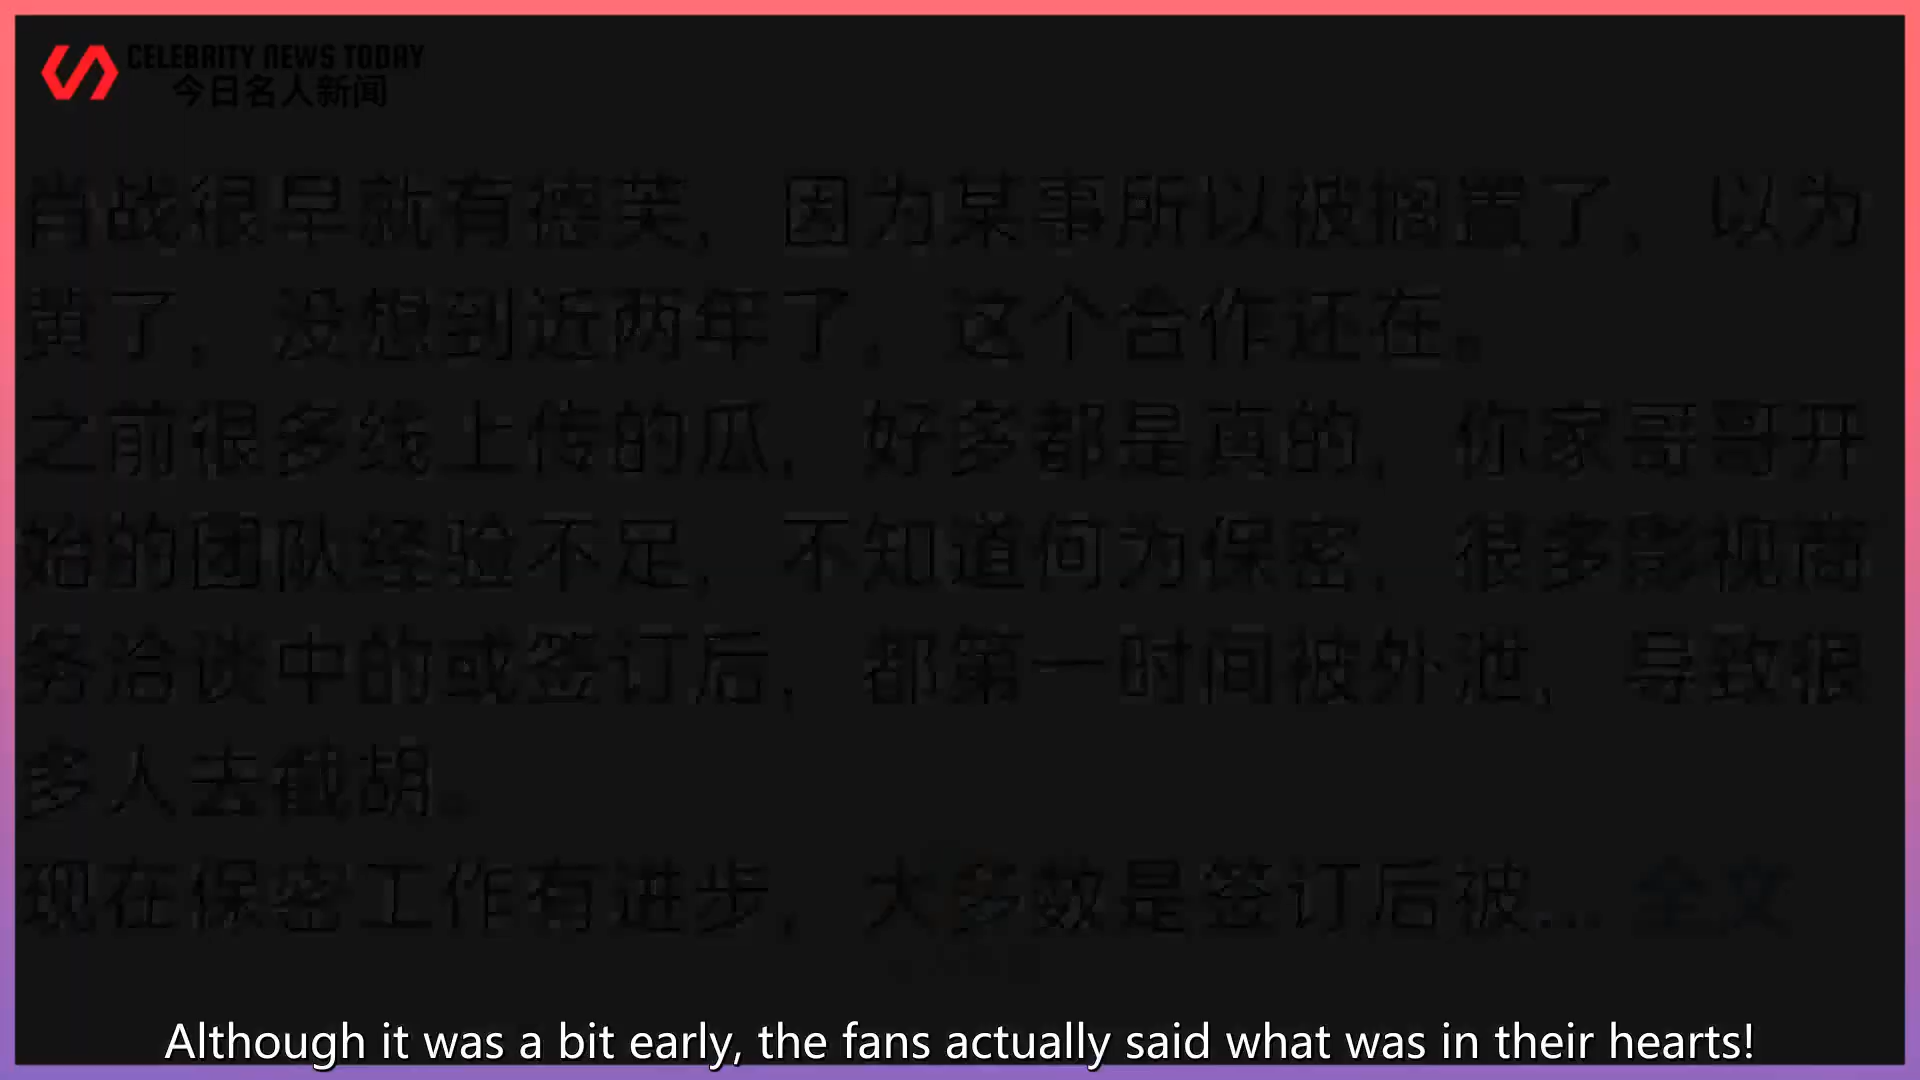 CELEBRITY NEWS TODAY
今日名人新闻
肖战很早就有德芙，因为某事所以被搁置了，以为
黄了，没想到近两年了，这个合作还在。
之前很多线上传的瓜，好多都是真的，你家哥哥开
始的团队经验不足，不知道何为保密，很多影视商
务洽谈中的或签订后，都第一时间被外泄，导致很
多人去截胡。
现在保密工作有进步，大多数是签订后被... 全文
Although it was a bit early, the fans actually said what was in their hearts!